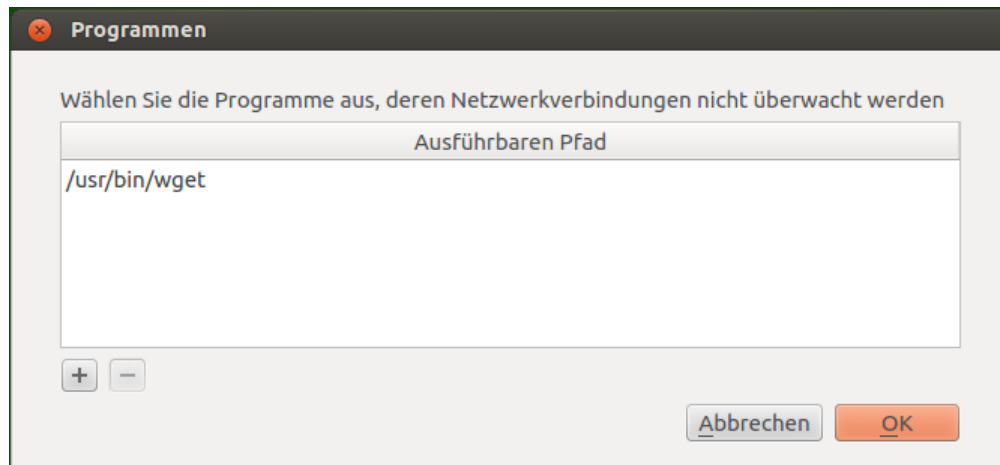 Programmen
Wählen Sie die Programme aus, deren Netzwerkverbindungen nicht überwacht werden
Ausführbaren Pfad
/usr/bin/wget
Abbrechen
OK